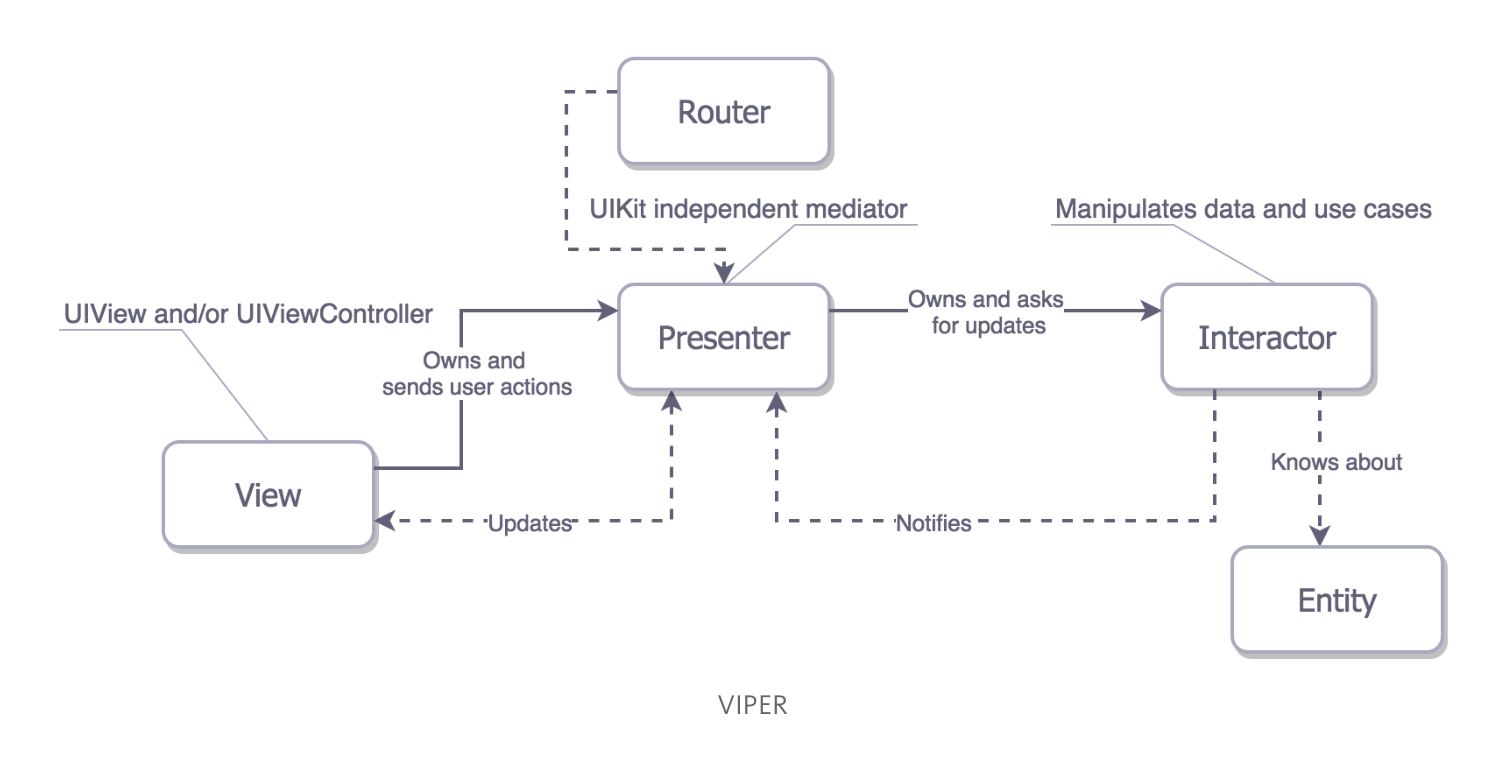 Router
UIKit independent mediator
Manipulates data and use cases
UIView and/or UIViewController
Owns and
sends user actions
Presenter
Owns and asks
for updates
Interactor
View
Updates
Notifies
Knows about
Entity
VIPER